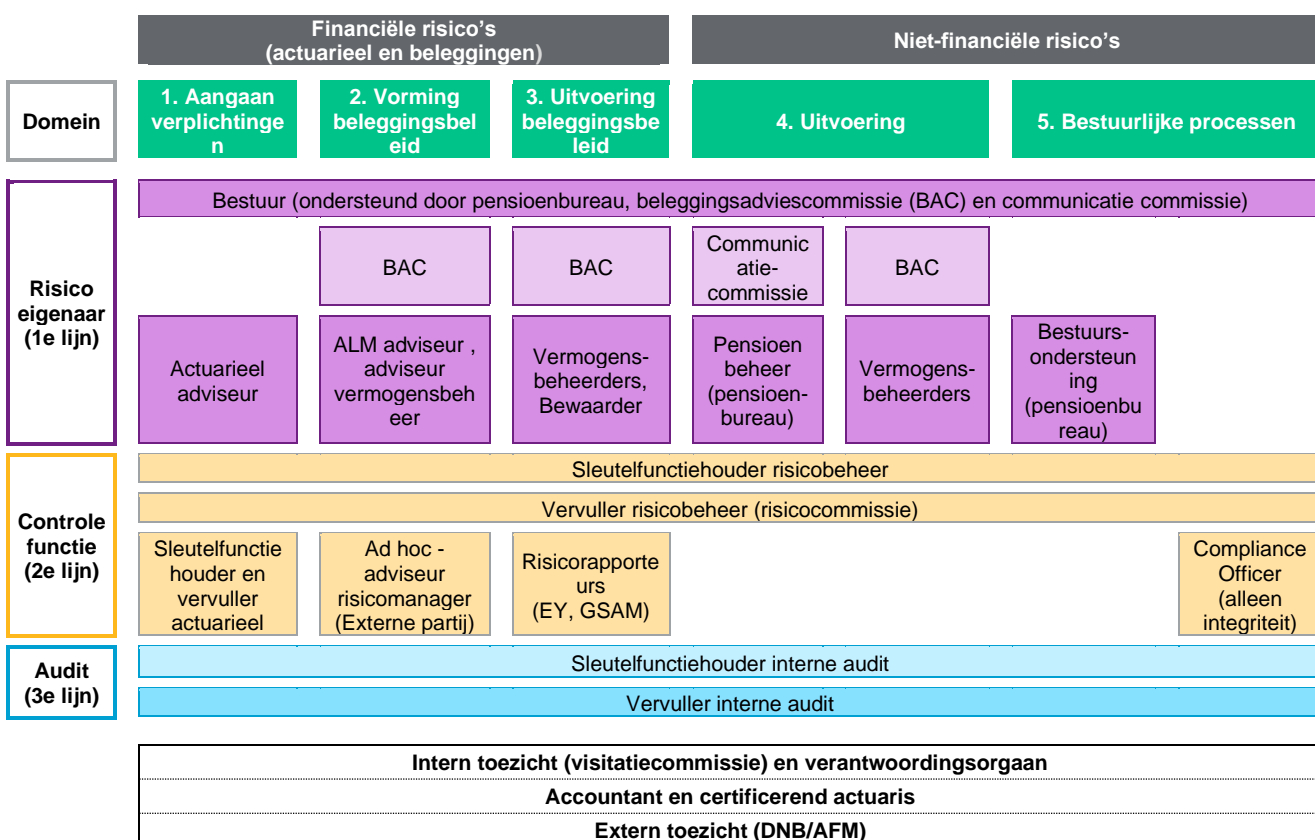 Financiële risico's
(actuarieel en beleggingen)
Niet-financiële risico's
Domein
1. Aangaan
verplichtinge
n
2. Vorming
beleggingsbel
eid
3. Uitvoering
beleggingsbe
leid
4. Uitvoering
5. Bestuurlijke processen
Risico
eigenaar
(1e lijn)
Bestuur (ondersteund door pensioenbureau, beleggingsadviescommissie (BAC) en communicatie commissie)
BAC
BAC
Communic
atie-
commissie
BAC
Actuarieel
adviseur
ALM adviseur ,
adviseur
vermogensbeh
eer
Vermogens-
beheerders,
Bewaarder
Pensioen
beheer
(pensioen-
bureau)
Vermogens-
beheerders
Bestuurs-
ondersteun
ing
(pensioenbu
reau)
Controle
functie
(2e lijn)
Sleutelfunctiehouder risicobeheer
Vervuller risicobeheer (risicocommissie)
Sleutelfunctie
houder en
vervuller
actuarieel
Ad hoc -
adviseur
risicomanager
(Externe partij)
Risicorapporte
urs
(EY, GSAM)
Compliance
Officer
(alleen
integriteit)
Audit
(3e lijn)
Sleutelfunctiehouder interne audit
Vervuller interne audit
Intern toezicht (visitatiecommissie) en verantwoordingsorgaan
Accountant en certificerend actuaris
Extern toezicht (DNB/AFM)